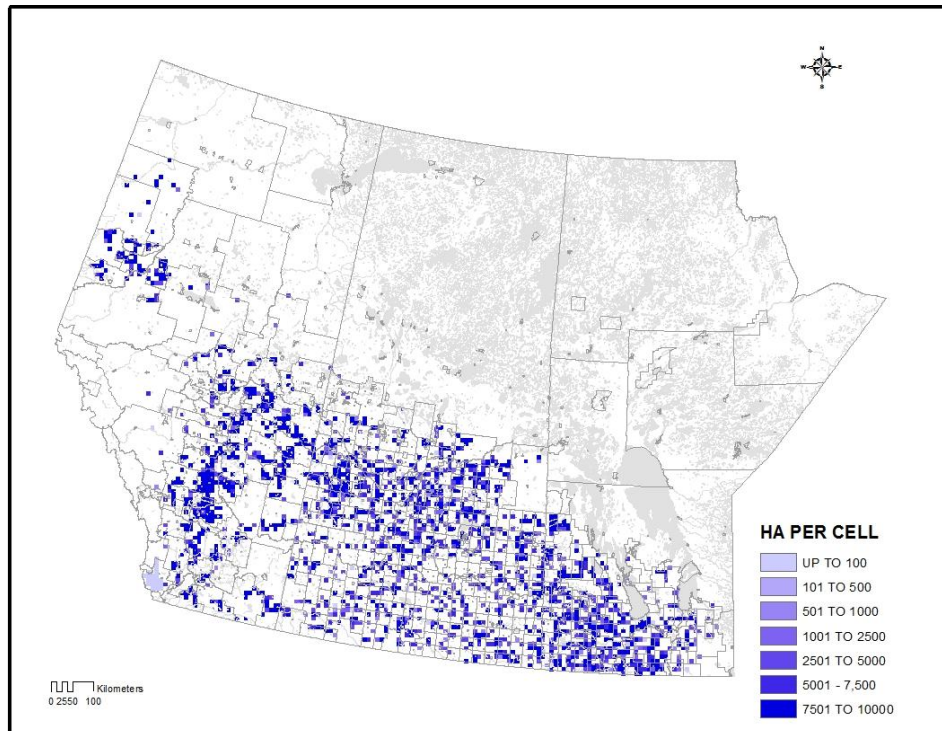 N
W E
S
HA PER CELL
UP TO 100
101 TO 500
501 TO 1000
1001 TO 2500
2501 TO 5000
5001 - 7,500
7501 TO 10000
Kilometers
0 2550 100